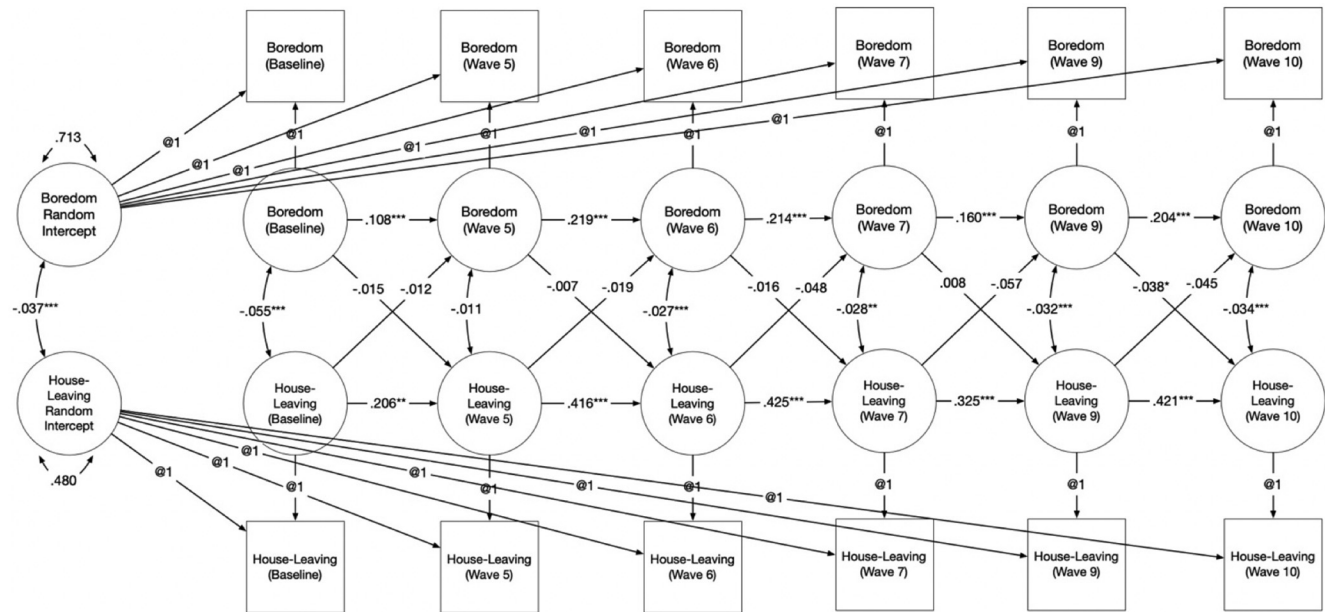 Boredom
(Baseline)
Boredom
(Wave 5)
Boredom
(Wave 6)
Boredom
(Wave 7)
Boredom
(Wave 9)
Boredom
(Wave 10)
.713
@1
@1
@1
@1
@1
@1
@1
@1
@1
@1
@1
@1
Boredom
Random
Intercept
Boredom
(Baseline)
.108***
Boredom
(Wave 5)
.219***
Boredom
(Wave 6)
.214***
Boredom
(Wave 7)
.160***
Boredom
(Wave 9)
.204***
Boredom
(Wave 10)
-.037***
-.055***
-.015
-.012
-.011
-.007
-.019
-.027***
-.016
-.048
-.028**
.008
-.057
-.032***
-.038*
-.045
-.034***
House-
Leaving
Random
Intercept
House-
Leaving
(Baseline)
.206**
House-
Leaving
(Wave 5)
.416***
House-
Leaving
(Wave 6)
.425***
House-
Leaving
(Wave 7)
.325***
House-
Leaving
(Wave 9)
.421***
House-
Leaving
(Wave 10)
.480
@1
@1
@1
@1
@1
@1
@1
@1
@1
@1
@1
@1
House-Leaving
(Baseline)
House-Leaving
(Wave 5)
House-Leaving
(Wave 6)
House-Leaving
(Wave 7)
House-Leaving
(Wave 9)
House-Leaving
(Wave 10)